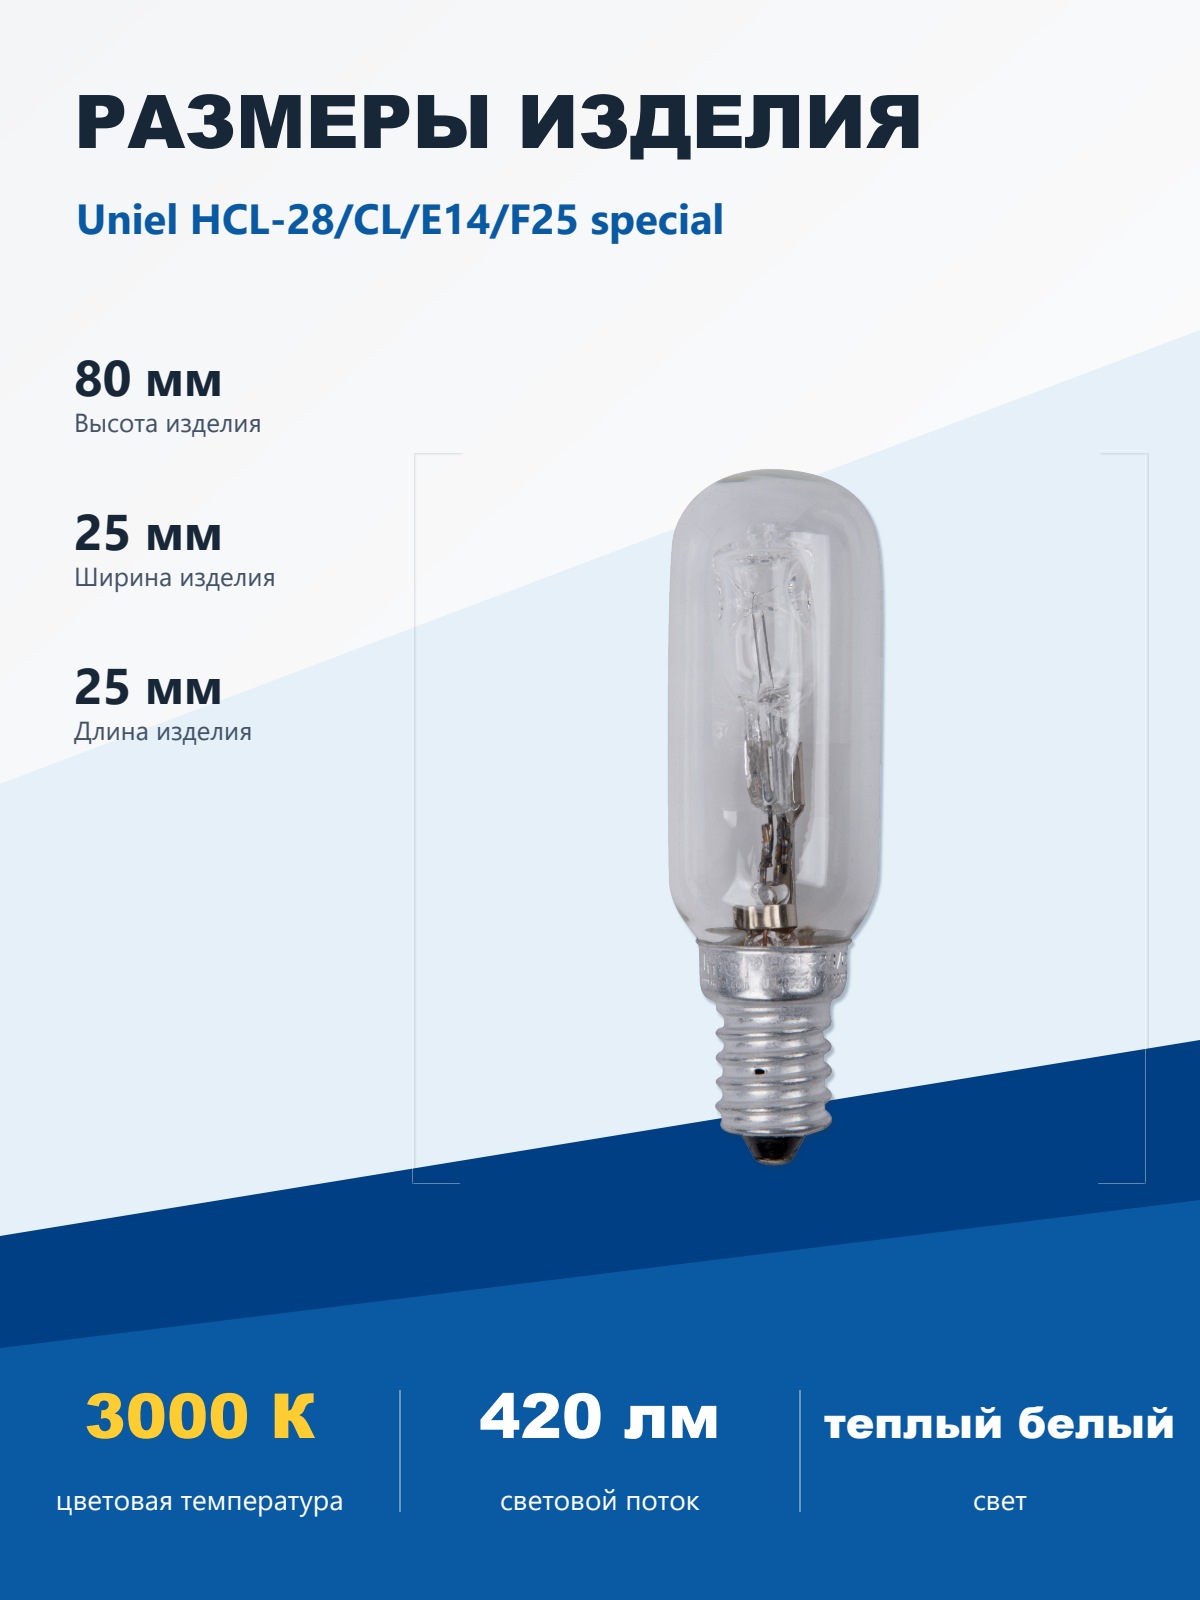 РАЗМЕРЫ ИЗДЕЛИЯ
Uniel HCL-28/CL/E14/F25 special
80 мм
Высота изделия
25 мм
Ширина изделия
25 мм
Длина изделия
3000 К
цветовая температура
420 лм
световой поток
теплый белый
свет